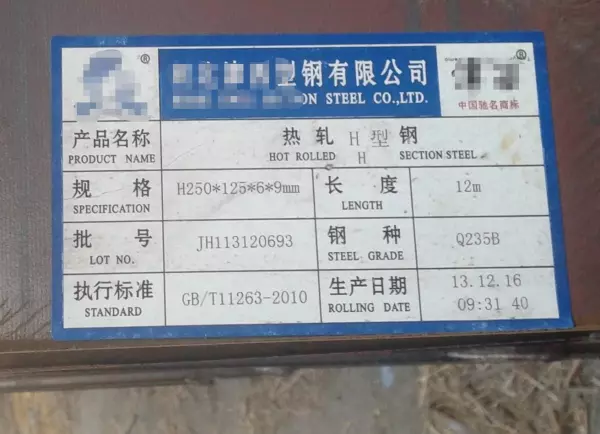 ®
型钢有限公司
ON STEEL CO.,LTD.
®
中国驰名商标
产品名称
PRODUCT NAME
热轧 H 型 钢
HOT ROLLED H SECTION STEEL
规 格
SPECIFICATION
H250*125*6*9mm
长 度
LENGTH
12m
批 号
LOT NO.
JH113120693
钢 种
STEEL GRADE
Q235B
执行标准
STANDARD
GB/T11263-2010
生产日期
ROLLING DATE
13.12.16
09:31 40